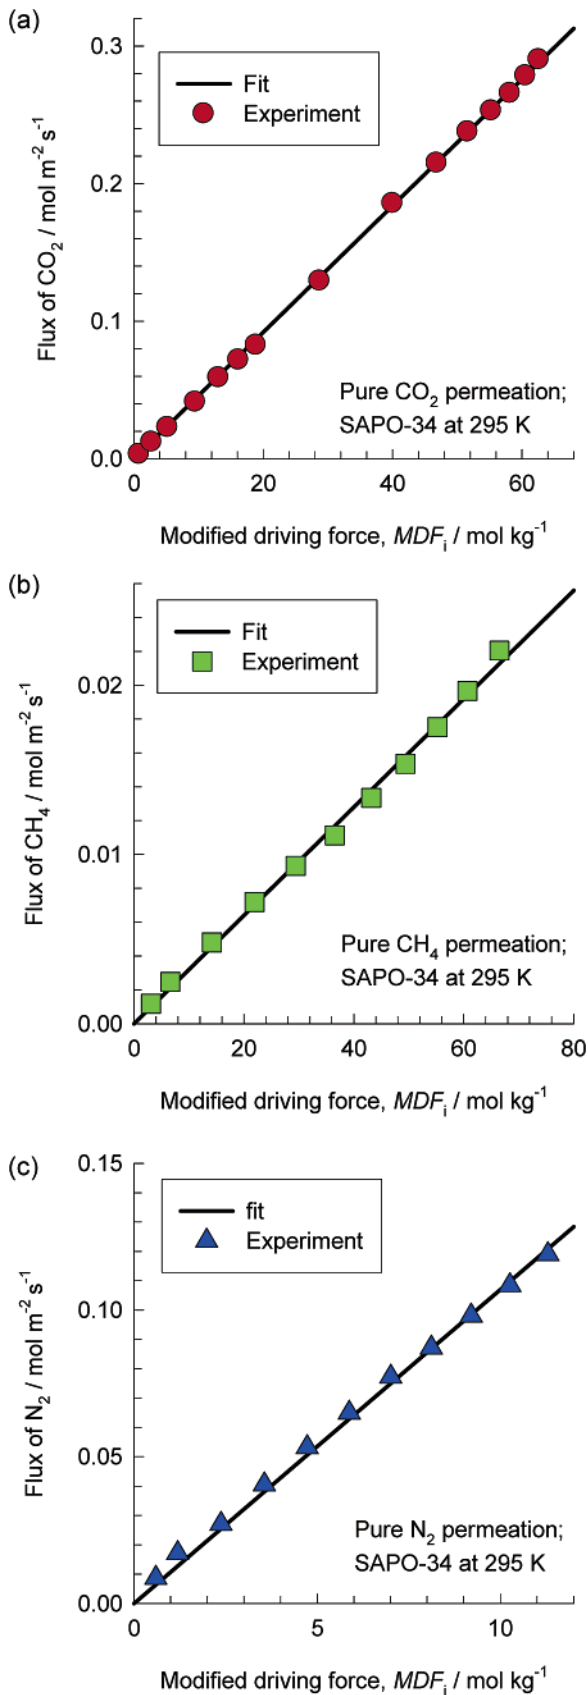 (a)
0.3
0.2
0.1
0.0
Flux of CO₂ / mol m⁻² s⁻¹
Fit
Experiment
Pure CO₂ permeation;
SAPO-34 at 295 K
0 20 40 60
Modified driving force, MDFᵢ / mol kg⁻¹
(b)
0.02
0.01
0.00
Flux of CH₄ / mol m⁻² s⁻¹
Fit
Experiment
Pure CH₄ permeation;
SAPO-34 at 295 K
0 20 40 60 80
Modified driving force, MDFᵢ / mol kg⁻¹
(c)
0.15
0.10
0.05
0.00
Flux of N₂ / mol m⁻² s⁻¹
fit
Experiment
Pure N₂ permeation;
SAPO-34 at 295 K
0 5 10
Modified driving force, MDFᵢ / mol kg⁻¹